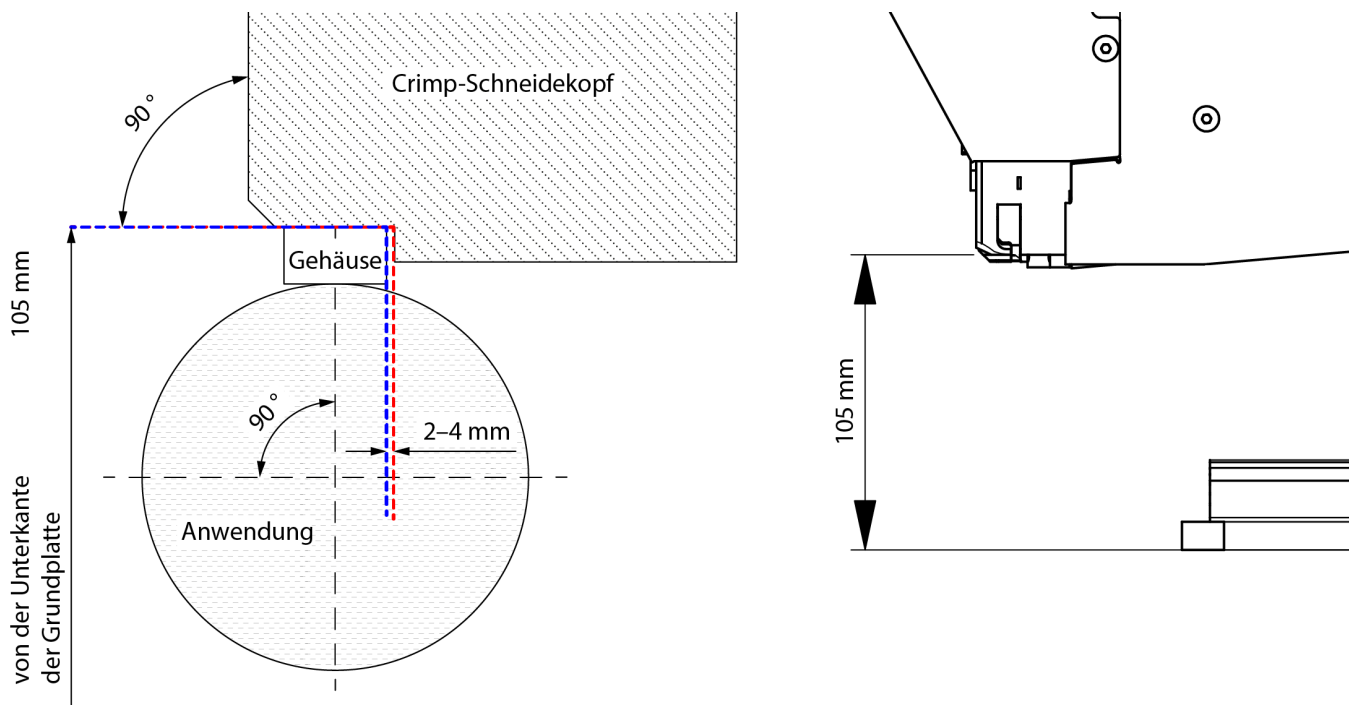 Crimp-Schneidekopf
90°
Gehäuse
105 mm
90°
2–4 mm
Anwendung
von der Unterkante
der Grundplatte
105 mm